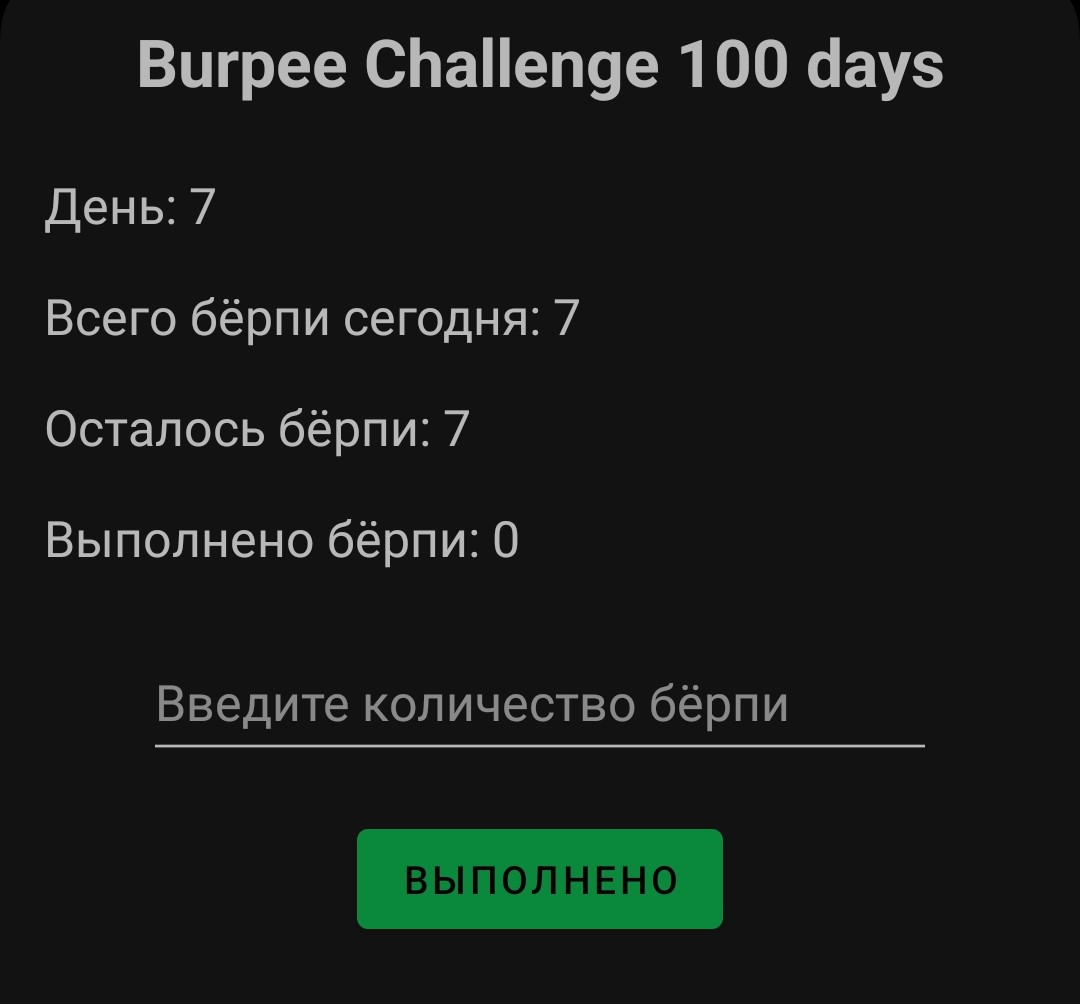 Burpee Challenge 100 days
День: 7
Всего бёрпи сегодня: 7
Осталось бёрпи: 7
Выполнено бёрпи: 0
Введите количество бёрпи
ВЫПОЛНЕНО